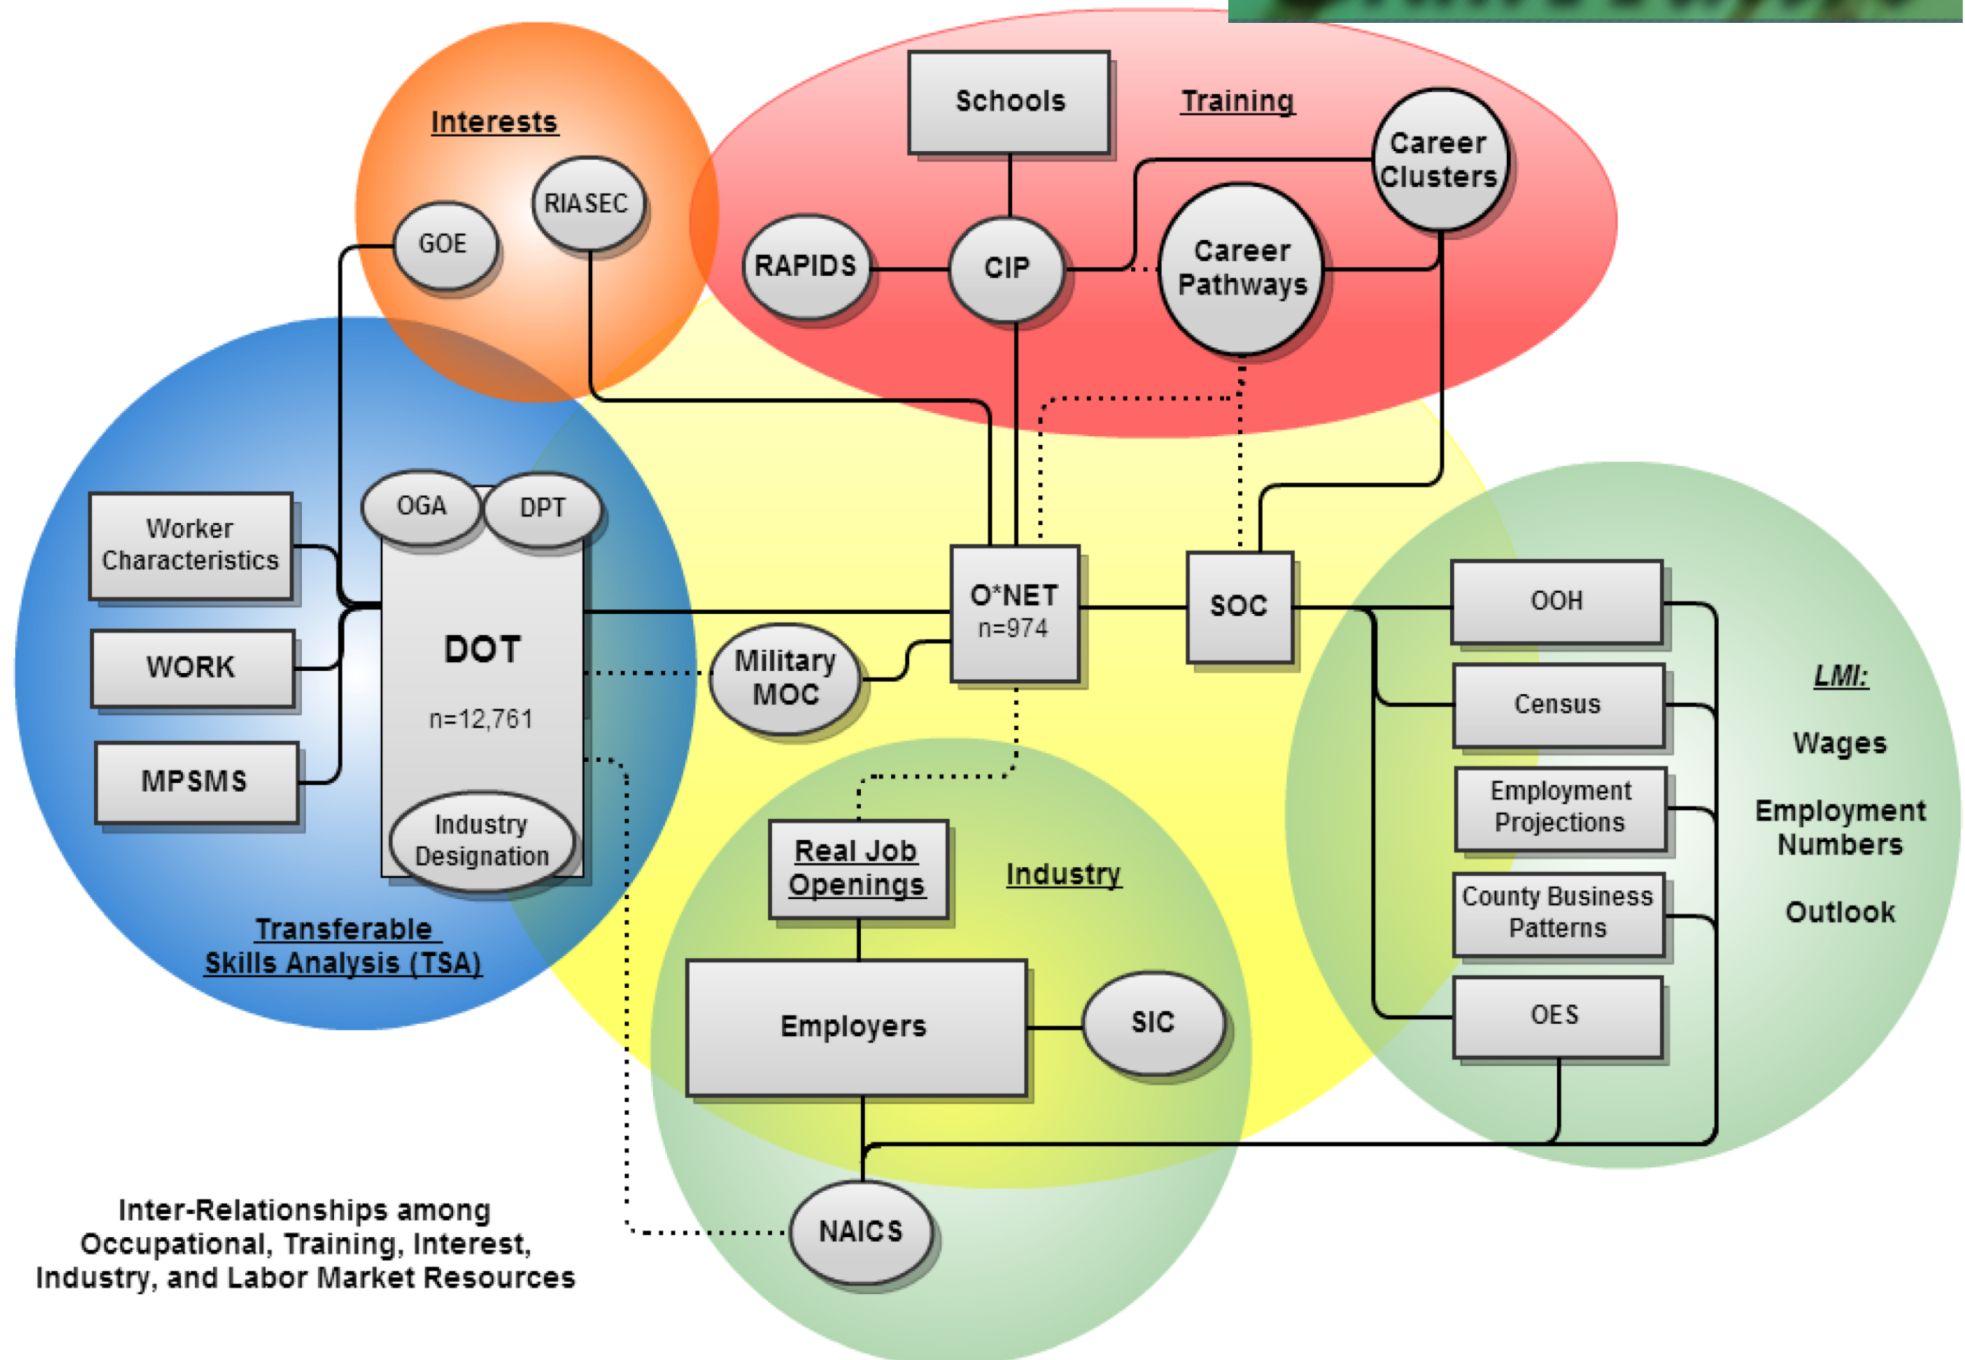 Interests
RIASEC
GOE
Schools
Training
Career
Clusters
RAPIDS
CIP
Career
Pathways
Worker
Characteristics
WORK
MPSMS
OGA
DPT
DOT
n=12,761
Industry
Designation
Transferable
Skills Analysis (TSA)
Military
MOC
O*NET
n=974
SOC
OOH
Census
Employment
Projections
County Business
Patterns
OES
LMI:
Wages
Employment
Numbers
Outlook
Real Job
Openings
Industry
Employers
SIC
NAICS
Inter-Relationships among
Occupational, Training, Interest,
Industry, and Labor Market Resources